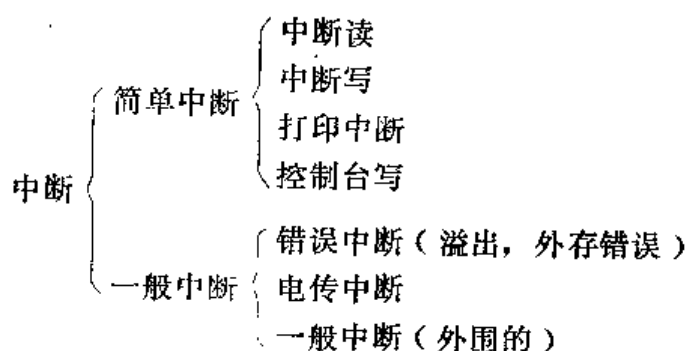 中断读
中断写
简单中断
打印中断
控制台写
中断
错误中断（溢出，外存错误）
一般中断
电传中断
一般中断（外围的）